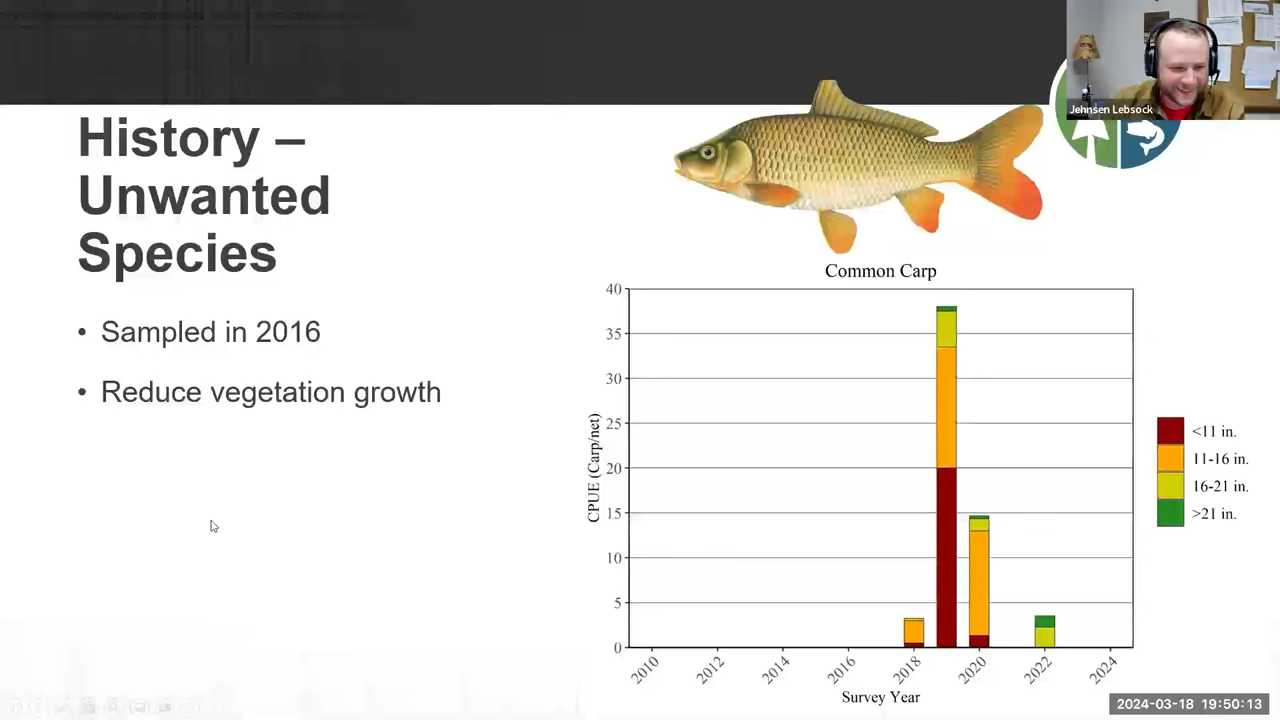 Jehnsen Lebsock
History –
Unwanted
Species
• Sampled in 2016
• Reduce vegetation growth
Common Carp
40
35
30
25
20
15
10
5
0
CPUE (Carp/net)
2010
2012
2014
2016
2018
2020
2022
2024
Survey Year
<11 in.
11-16 in.
16-21 in.
>21 in.
2024-03-18 19:50:13